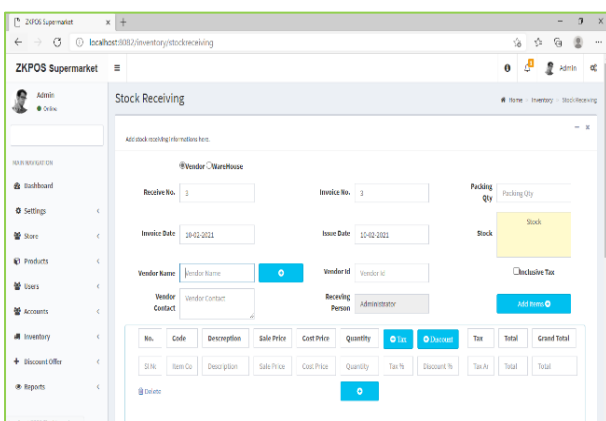 ZKPOS Supermarket
localhost:8082/inventory/stockreceiving
ZKPOS Supermarket
0
Admin
Admin
Online
Stock Receiving
Home
Inventory
StockReceiving
Add stock receiving informations here.
Vendor
WareHouse
MAIN NAVIGATION
Dashboard
Settings
Store
Products
Users
Accounts
Inventory
Discount Offer
Reports
Receive No.
3
Invoice No.
3
Packing Qty
Packing Qty
Invoice Date
10-02-2021
Issue Date
10-02-2021
Stock
Stock
Vendor Name
Vendor Name
Vendor Id
Vendor Id
Inclusive Tax
Vendor Contact
Vendor Contact
Receving Person
Administrator
Add Items
No.
Code
Descreption
Sale Price
Cost Price
Quantity
Tax
Discount
Tax
Total
Grand Total
Sl.No
Item Co
Description
Sale Price
Cost Price
Quantity
Tax %
Discount %
Tax A
Total
Total
Delete